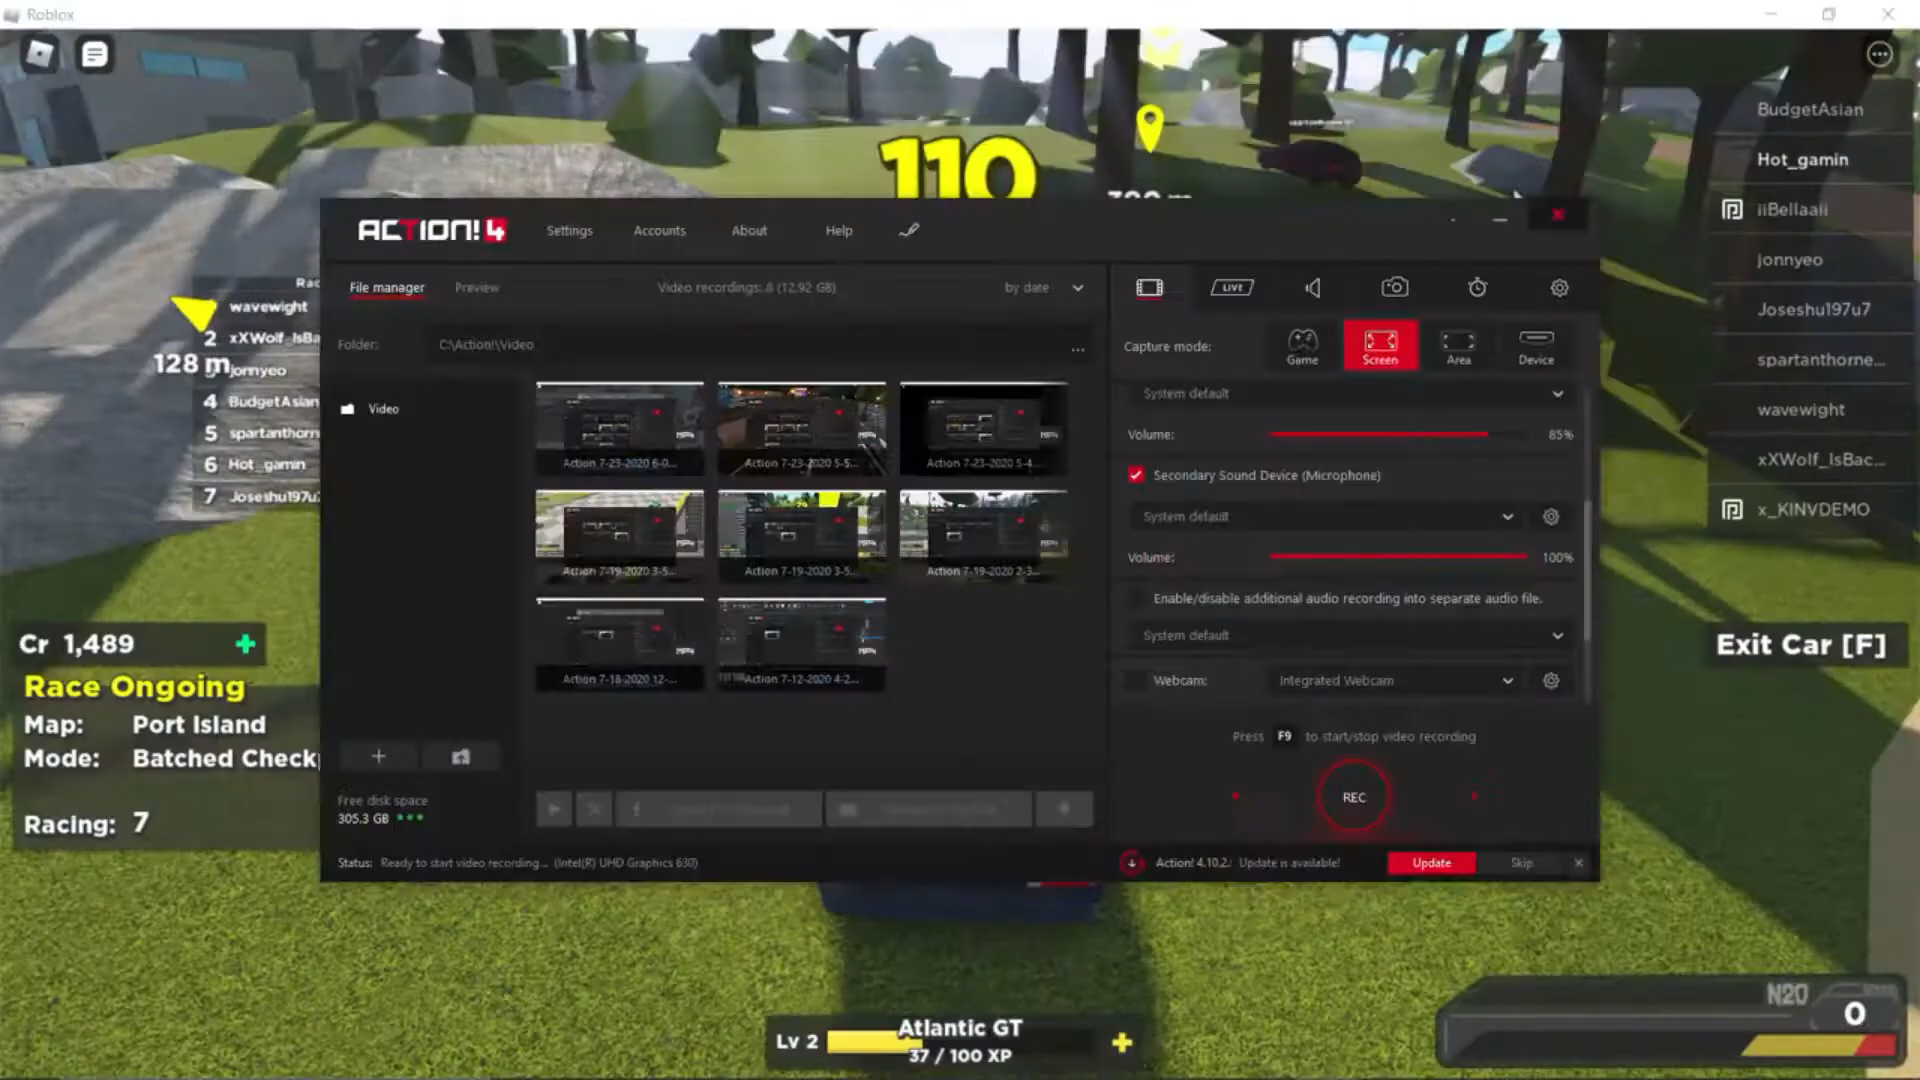 Roblox
110
BudgetAsian
Hot_gamin
iiBellaaii
jonnyeo
Joseshu197u7
spartanthorne...
wavewight
xXWolf_IsBac...
x_KINVDEMO
Exit Car [F]
Rac
wavewight
2 xXWolf_IsBa
128 m
jonnyeo
4 BudgetAsian
5 spartanthorn
6 Hot_gamin
7 Joseshu197u7
Cr 1,489 +
Race Ongoing
Map: Port Island
Mode: Batched Check
Racing: 7
ACTION! 4
Settings
Accounts
About
Help
File manager
Preview
Video recordings: 8 (12.92 GB)
by date
Folder:
C:\Action!\Video
...
Video
Action 7-23-2020 6-0...
Action 7-23-2020 5-5...
Action 7-23-2020 5-4...
Action 7-19-2020 3-5...
Action 7-19-2020 3-5...
Action 7-19-2020 2-3...
Action 7-18-2020 12-...
Action 7-12-2020 4-2...
Free disk space
305.3 GB
Status: Ready to start video recording... (Intel(R) UHD Graphics 630)
LIVE
Capture mode:
Game
Screen
Area
Device
System default
Volume: 85%
Secondary Sound Device (Microphone)
System default
Volume: 100%
Enable/disable additional audio recording into separate audio file.
System default
Webcam: Integrated Webcam
Press F9 to start/stop video recording
REC
Action! 4.10.2. Update is available!
Update
Skip
Lv 2
Atlantic GT
37 / 100 XP
+
N2O
0